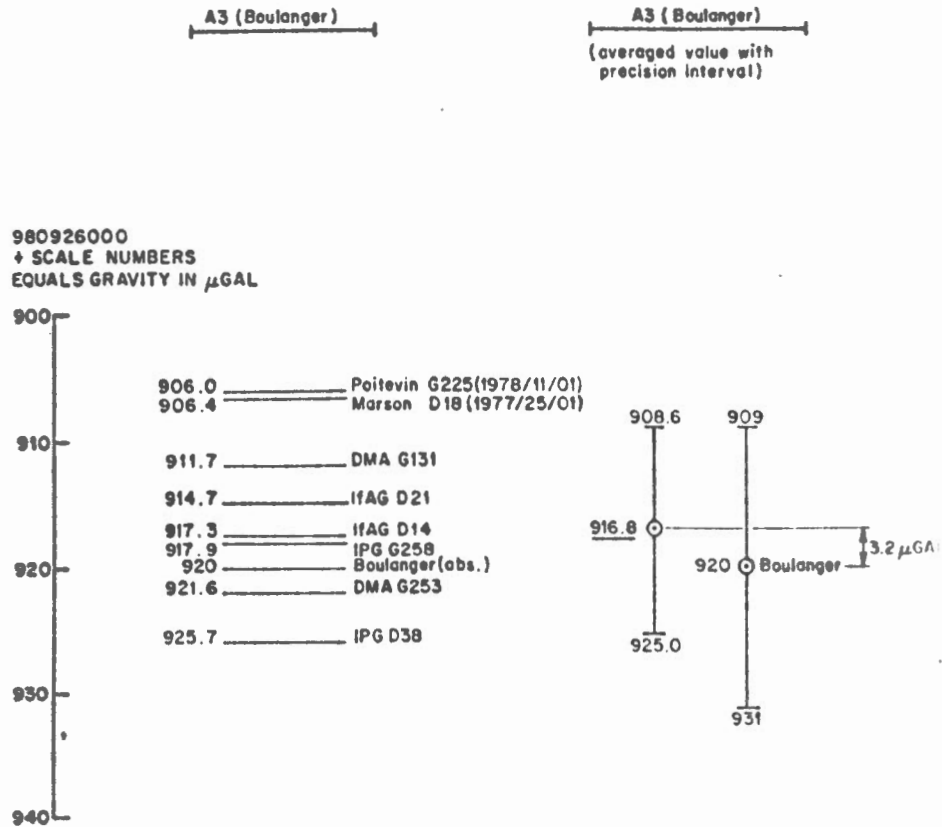 A3 (Boulanger)
A3 (Boulanger)
(averaged value with
precision interval)
980926000
+ SCALE NUMBERS
EQUALS GRAVITY IN μGAL
900
906.0 Poitevin G225(1978/11/01)
906.4 Marson D18(1977/25/01)
908.6 909
910
911.7 DMA G131
914.7 IfAG D21
917.3 IfAG D14
916.8
917.9 IPG G258
3.2 μGAl
920
920 Boulanger(abs.)
920 Boulanger
921.6 DMA G253
925.7 IPG D38
925.0
930
931
940